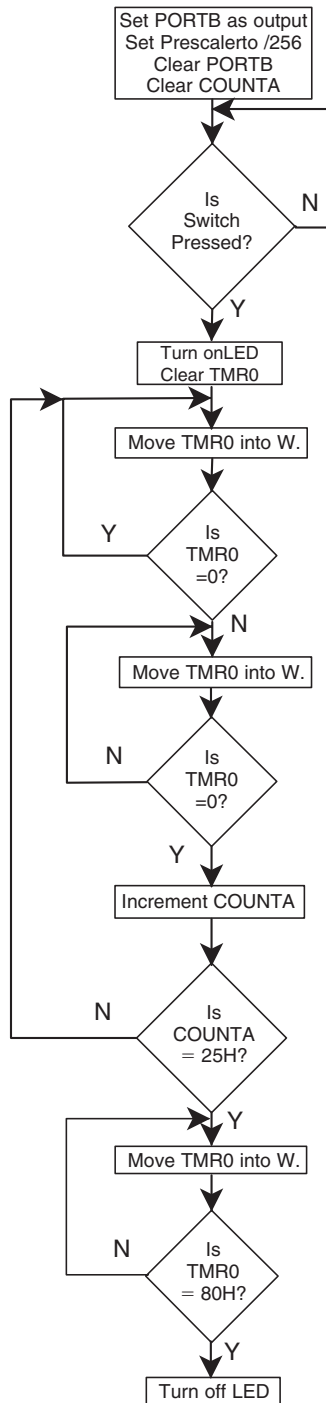 Set PORTB as output
Set Prescalerto /256
Clear PORTB
Clear COUNTA
Is
Switch
Pressed?
N
Y
Turn onLED
Clear TMR0
Move TMR0 into W.
Y
Is
TMR0
=0?
N
Move TMR0 into W.
N
Is
TMR0
=0?
Y
Increment COUNTA
N
Is
COUNTA
= 25H?
Y
Move TMR0 into W.
N
Is
TMR0
= 80H?
Y
Turn off LED